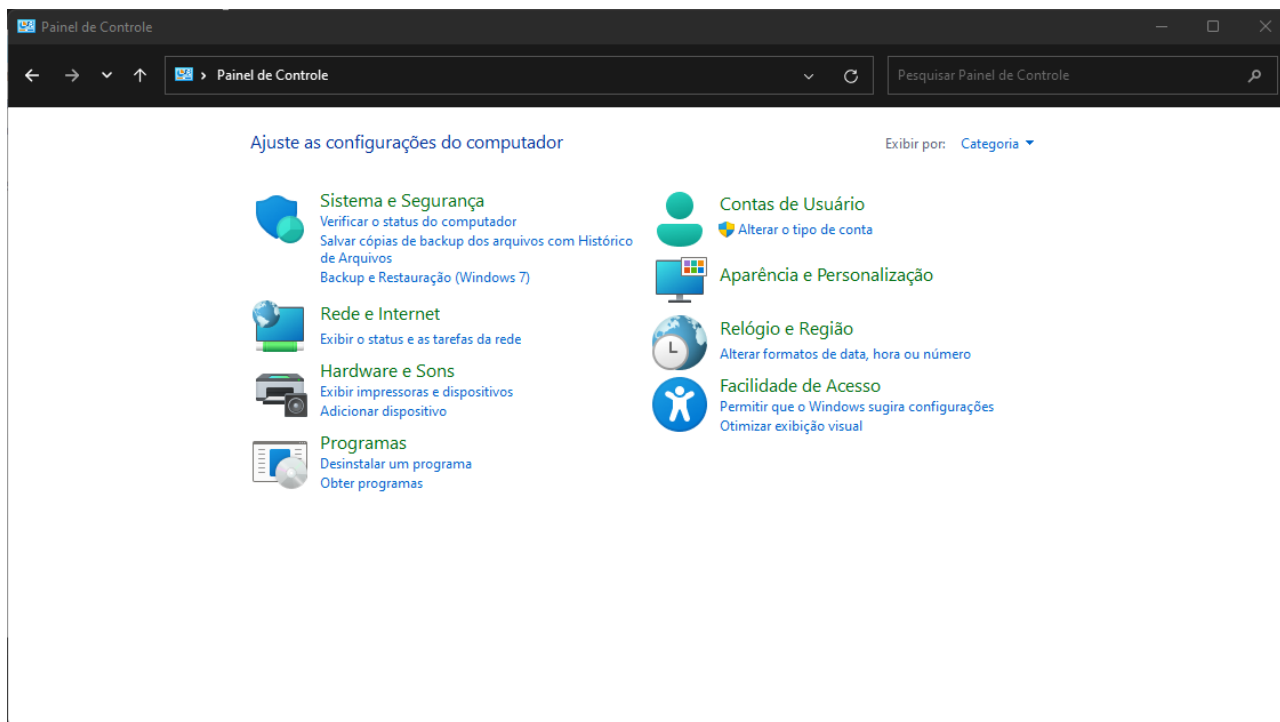 Painel de Controle
Painel de Controle
Pesquisar Painel de Controle
Ajuste as configurações do computador
Exibir por: Categoria
Sistema e Segurança
Verificar o status do computador
Salvar cópias de backup dos arquivos com Histórico
de Arquivos
Backup e Restauração (Windows 7)
Rede e Internet
Exibir o status e as tarefas da rede
Hardware e Sons
Exibir impressoras e dispositivos
Adicionar dispositivo
Programas
Desinstalar um programa
Obter programas
Contas de Usuário
Alterar o tipo de conta
Aparência e Personalização
Relógio e Região
Alterar formatos de data, hora ou número
Facilidade de Acesso
Permitir que o Windows sugira configurações
Otimizar exibição visual